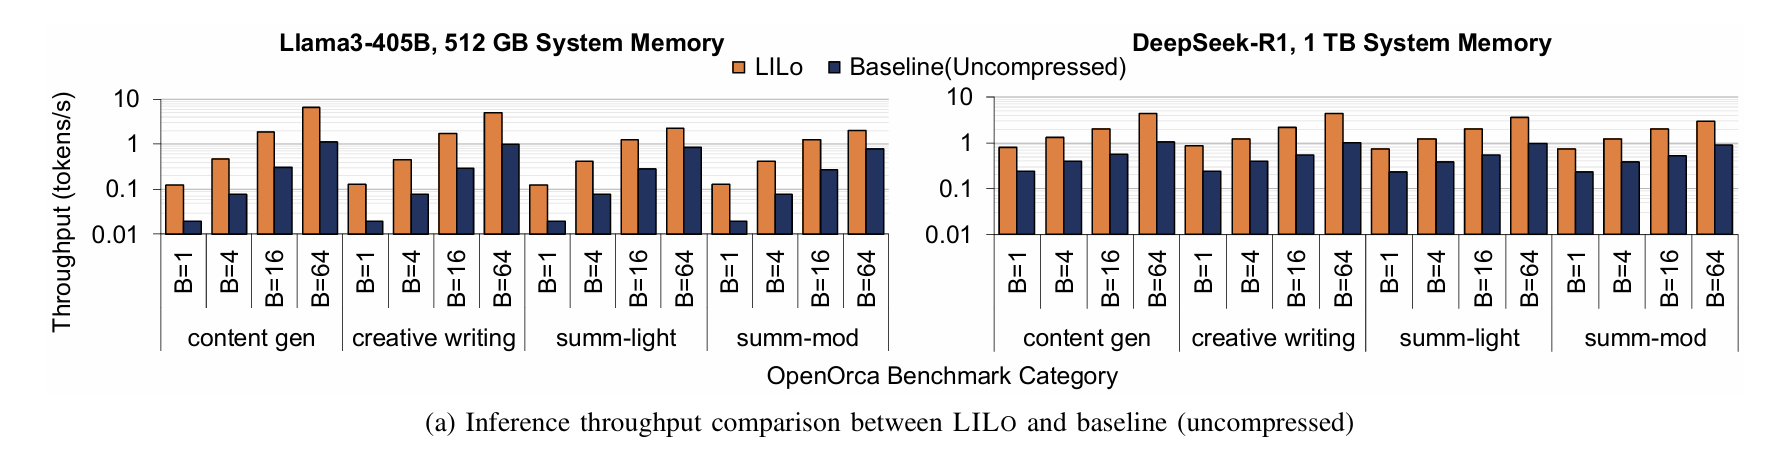 Llama3-405B, 512 GB System Memory
DeepSeek-R1, 1 TB System Memory
LILo
Baseline(Uncompressed)
Throughput (tokens/s)
10
1
0.1
0.01
B=1
B=4
B=16
B=64
B=1
B=4
B=16
B=64
B=1
B=4
B=16
B=64
B=1
B=4
B=16
B=64
content gen
creative writing
summ-light
summ-mod
10
1
0.1
0.01
B=1
B=4
B=16
B=64
B=1
B=4
B=16
B=64
B=1
B=4
B=16
B=64
B=1
B=4
B=16
B=64
content gen
creative writing
summ-light
summ-mod
OpenOrca Benchmark Category
(a) Inference throughput comparison between LILO and baseline (uncompressed)